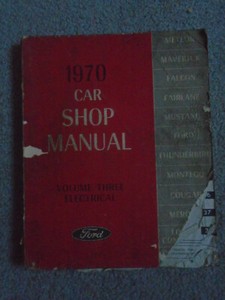 1970
CAR
SHOP
MANUAL
VOLUME THREE
ELECTRICAL
Ford
MAVERICK
FALCON
FAIRLANE
MUSTANG
FORD
THUNDERBIRD
MONTEGO
COUGAR